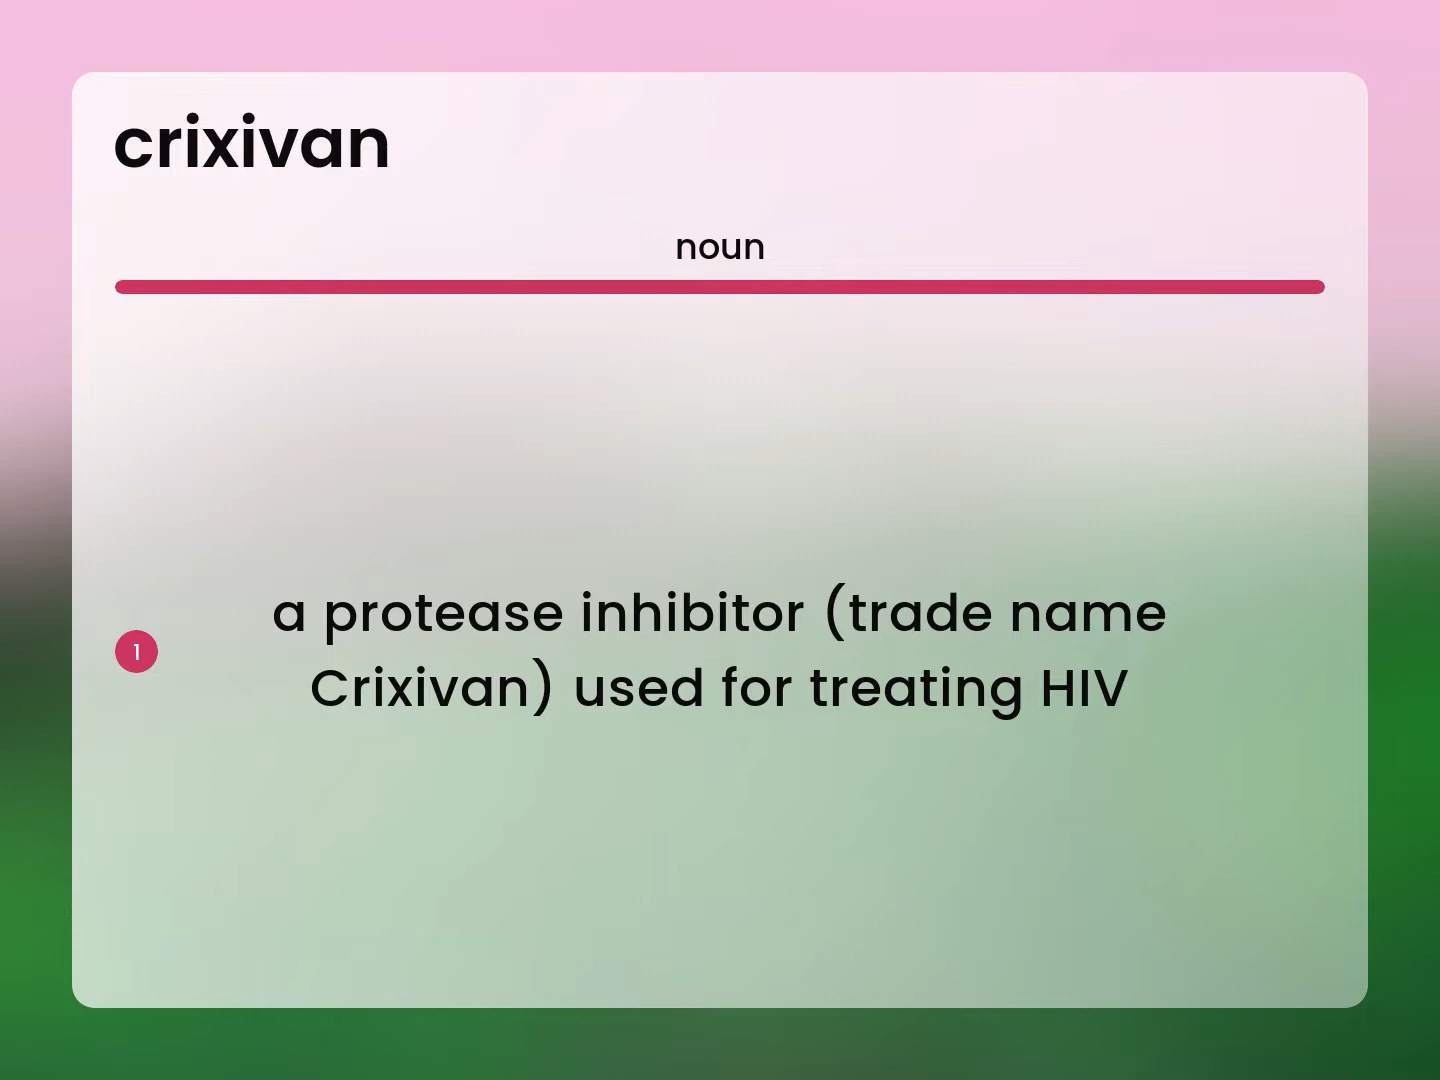 crixivan
noun
1
a protease inhibitor (trade name
Crixivan) used for treating HIV